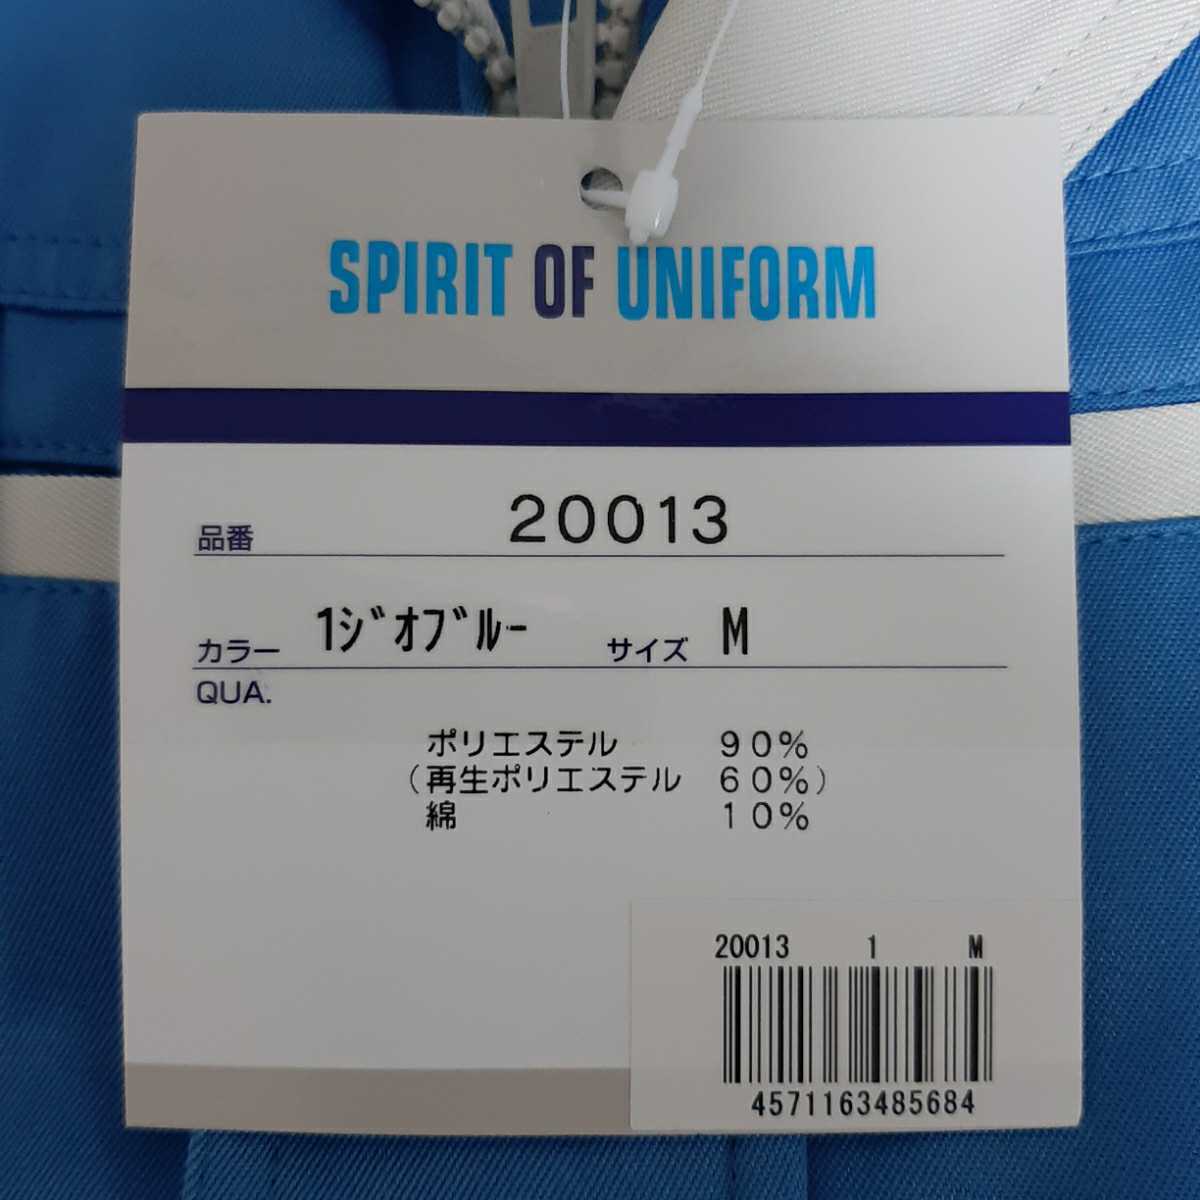 SPIRIT OF UNIFORM
品番 20013
カラー 1ジオブルー サイズ M
QUA.
ポリエステル 90%
(再生ポリエステル 60%)
綿 10%
20013 1 M
4571163485684